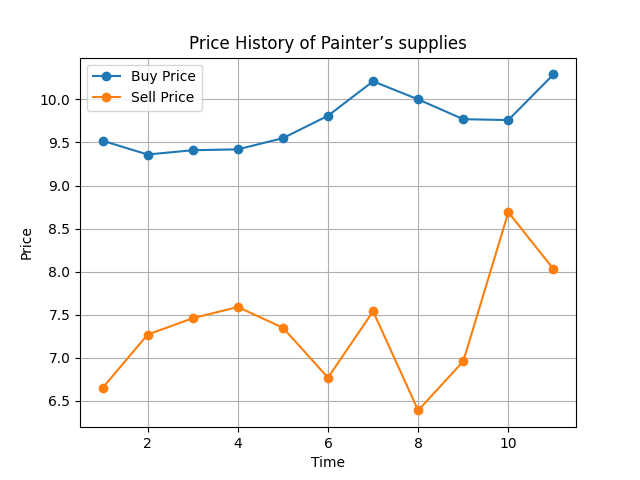 Price History of Painter’s supplies
Buy Price
Sell Price
Price
10.0
9.5
9.0
8.5
8.0
7.5
7.0
6.5
2 4 6 8 10
Time